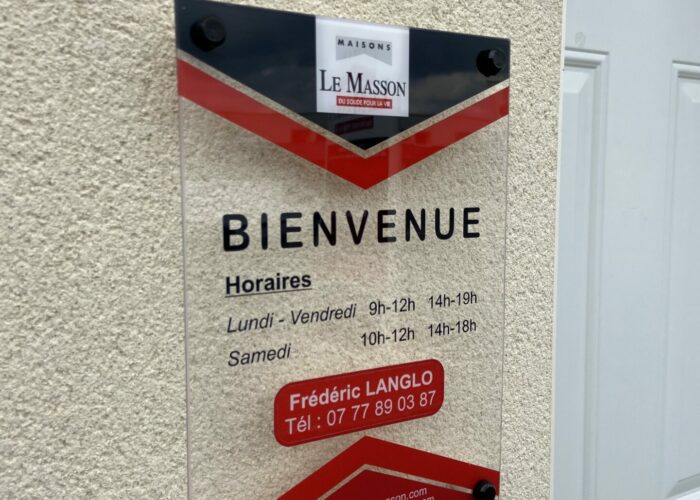 MAISONS
LE MASSON
DU SOLIDE POUR LA VIE
BIENVENUE
Horaires
Lundi - Vendredi 9h-12h 14h-19h
Samedi 10h-12h 14h-18h
Frédéric LANGLO
Tél : 07 77 89 03 87